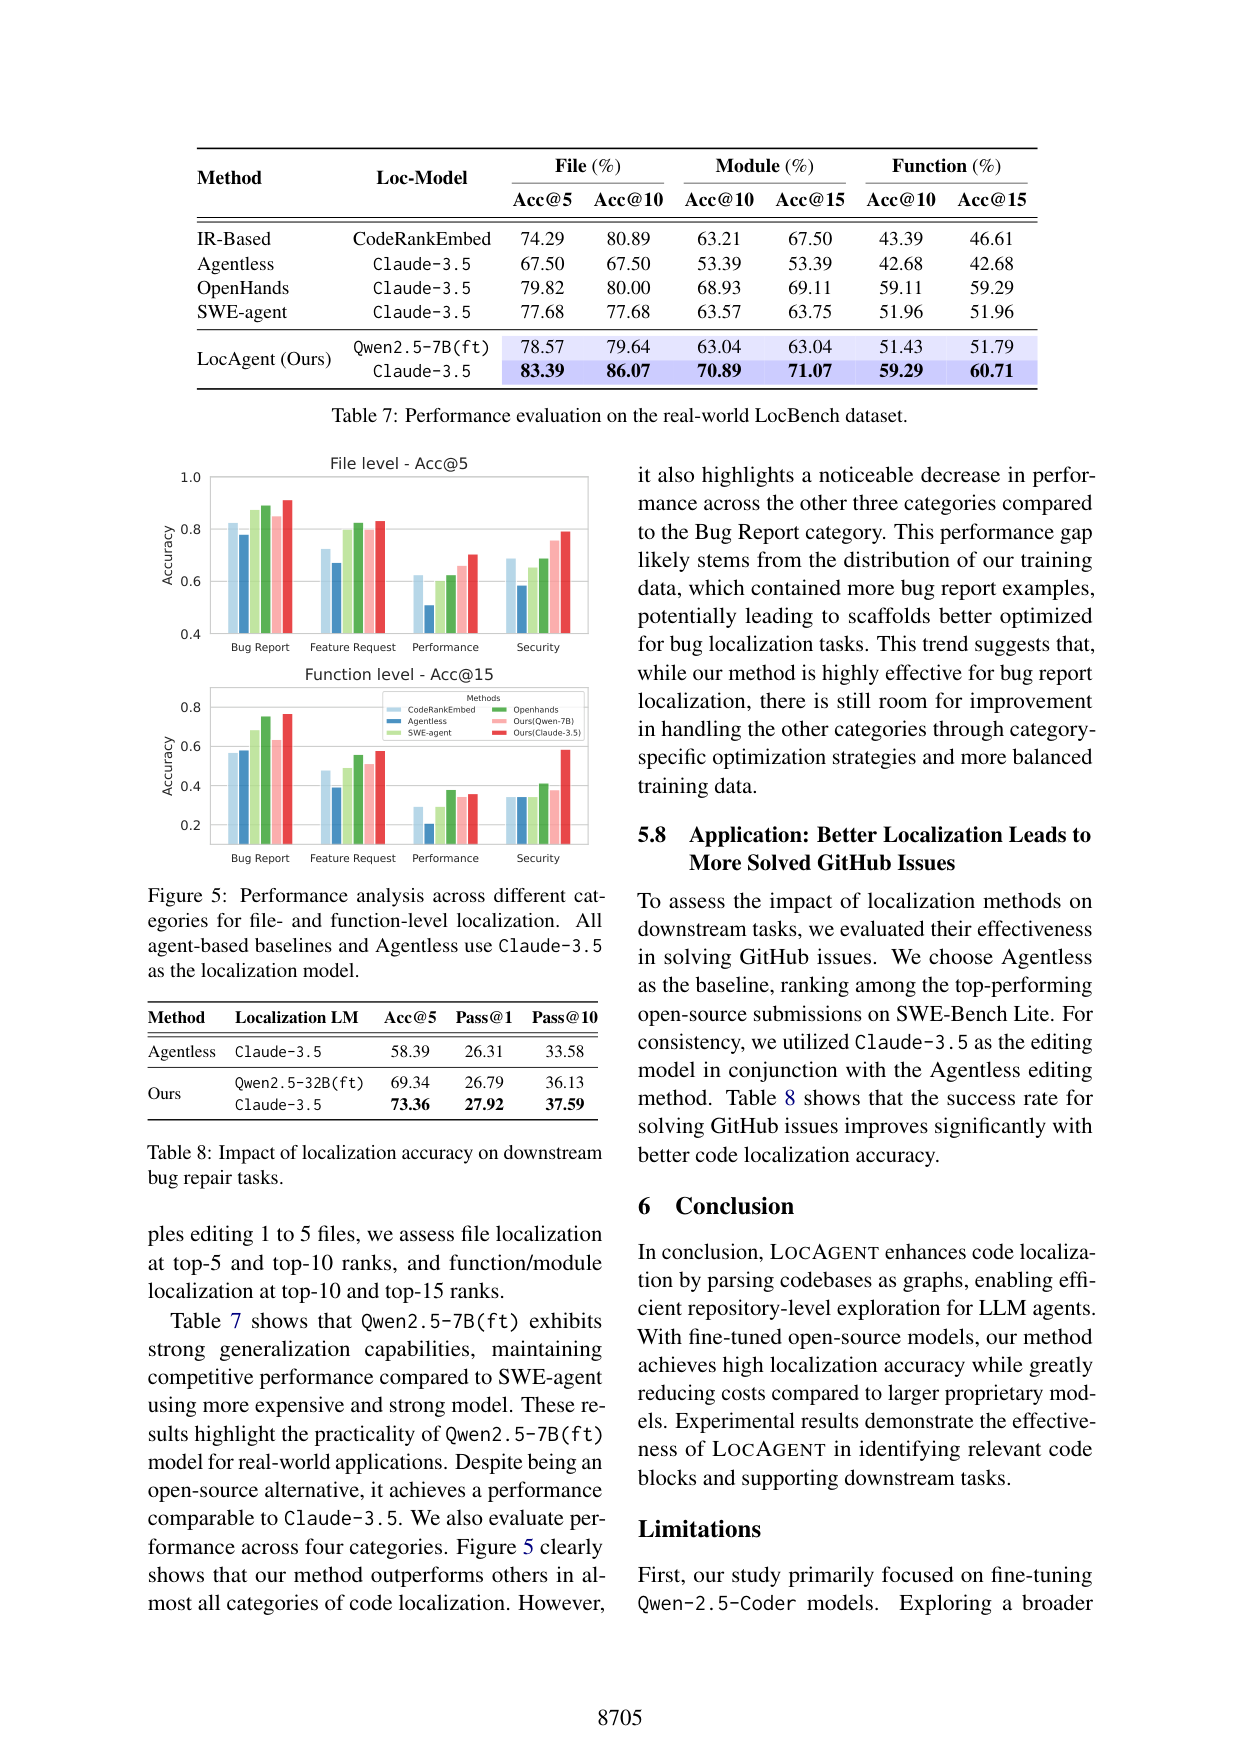 Method Loc-Model File (%) Module (%) Function (%)
Acc@5 Acc@10 Acc@10 Acc@15 Acc@10 Acc@15
IR-Based CodeRankEmbed 74.29 80.89 63.21 67.50 43.39 46.61
Agentless Claude-3.5 67.50 67.50 53.39 53.39 42.68 42.68
OpenHands Claude-3.5 79.82 80.00 68.93 69.11 59.11 59.29
SWE-agent Claude-3.5 77.68 77.68 63.57 63.75 51.96 51.96
LocAgent (Ours) Qwen2.5-7B(ft) 78.57 79.64 63.04 63.04 51.43 51.79
Claude-3.5 83.39 86.07 70.89 71.07 59.29 60.71
Table 7: Performance evaluation on the real-world LocBench dataset.
File level - Acc@5
1.0
0.8
0.6
0.4
Accuracy
Bug Report Feature Request Performance Security
Function level - Acc@15
0.8
0.6
0.4
0.2
Accuracy
Methods
CodeRankEmbed Openhands
Agentless Ours(Qwen-7B)
SWE-agent Ours(Claude-3.5)
Bug Report Feature Request Performance Security
Figure 5: Performance analysis across different cat-
egories for file- and function-level localization. All
agent-based baselines and Agentless use Claude-3.5
as the localization model.
Method Localization LM Acc@5 Pass@1 Pass@10
Agentless Claude-3.5 58.39 26.31 33.58
Ours Qwen2.5-32B(ft) 69.34 26.79 36.13
Claude-3.5 73.36 27.92 37.59
Table 8: Impact of localization accuracy on downstream
bug repair tasks.
ples editing 1 to 5 files, we assess file localization
at top-5 and top-10 ranks, and function/module
localization at top-10 and top-15 ranks.
Table 7 shows that Qwen2.5-7B(ft) exhibits
strong generalization capabilities, maintaining
competitive performance compared to SWE-agent
using more expensive and strong model. These re-
sults highlight the practicality of Qwen2.5-7B(ft)
model for real-world applications. Despite being an
open-source alternative, it achieves a performance
comparable to Claude-3.5. We also evaluate per-
formance across four categories. Figure 5 clearly
shows that our method outperforms others in al-
most all categories of code localization. However,
it also highlights a noticeable decrease in perfor-
mance across the other three categories compared
to the Bug Report category. This performance gap
likely stems from the distribution of our training
data, which contained more bug report examples,
potentially leading to scaffolds better optimized
for bug localization tasks. This trend suggests that,
while our method is highly effective for bug report
localization, there is still room for improvement
in handling the other categories through category-
specific optimization strategies and more balanced
training data.
5.8 Application: Better Localization Leads to
More Solved GitHub Issues
To assess the impact of localization methods on
downstream tasks, we evaluated their effectiveness
in solving GitHub issues. We choose Agentless
as the baseline, ranking among the top-performing
open-source submissions on SWE-Bench Lite. For
consistency, we utilized Claude-3.5 as the editing
model in conjunction with the Agentless editing
method. Table 8 shows that the success rate for
solving GitHub issues improves significantly with
better code localization accuracy.
6 Conclusion
In conclusion, LOCAGENT enhances code localiza-
tion by parsing codebases as graphs, enabling effi-
cient repository-level exploration for LLM agents.
With fine-tuned open-source models, our method
achieves high localization accuracy while greatly
reducing costs compared to larger proprietary mod-
els. Experimental results demonstrate the effective-
ness of LOCAGENT in identifying relevant code
blocks and supporting downstream tasks.
Limitations
First, our study primarily focused on fine-tuning
Qwen-2.5-Coder models. Exploring a broader
8705